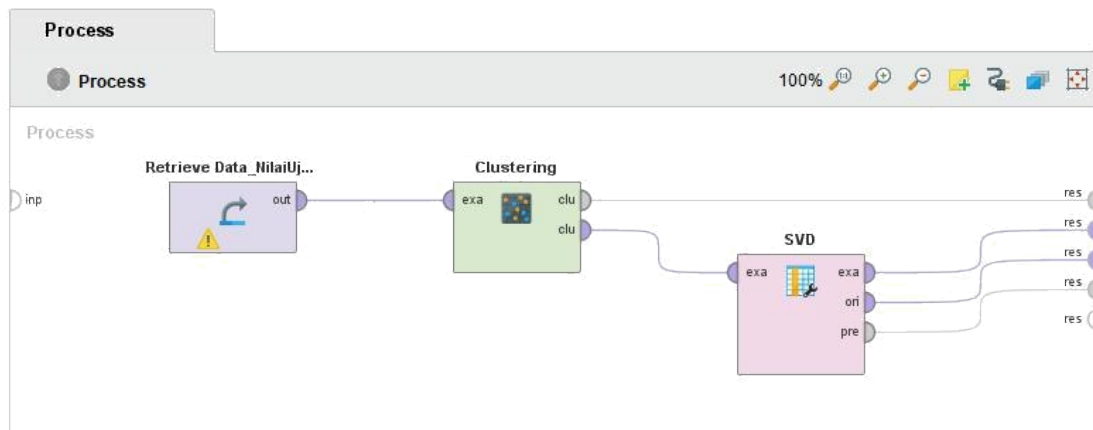 Process
Process
100%
Process
inp
Retrieve Data_NilaiUj...
out
Clustering
exa
clu
clu
SVD
exa
exa
ori
pre
res
res
res
res
res